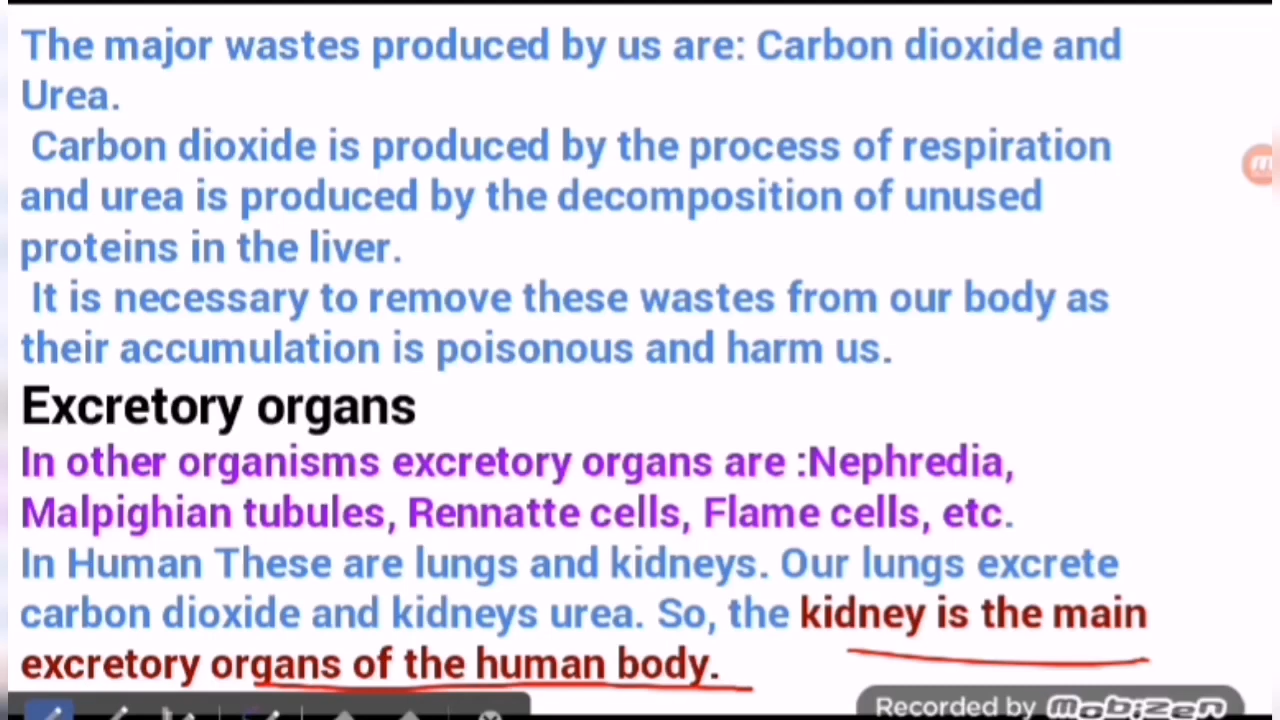 The major wastes produced by us are: Carbon dioxide and
Urea.
Carbon dioxide is produced by the process of respiration
and urea is produced by the decomposition of unused
proteins in the liver.
It is necessary to remove these wastes from our body as
their accumulation is poisonous and harm us.
Excretory organs
In other organisms excretory organs are :Nephredia,
Malpighian tubules, Rennatte cells, Flame cells, etc.
In Human These are lungs and kidneys. Our lungs excrete
carbon dioxide and kidneys urea. So, the kidney is the main
excretory organs of the human body.
Recorded by mobizen